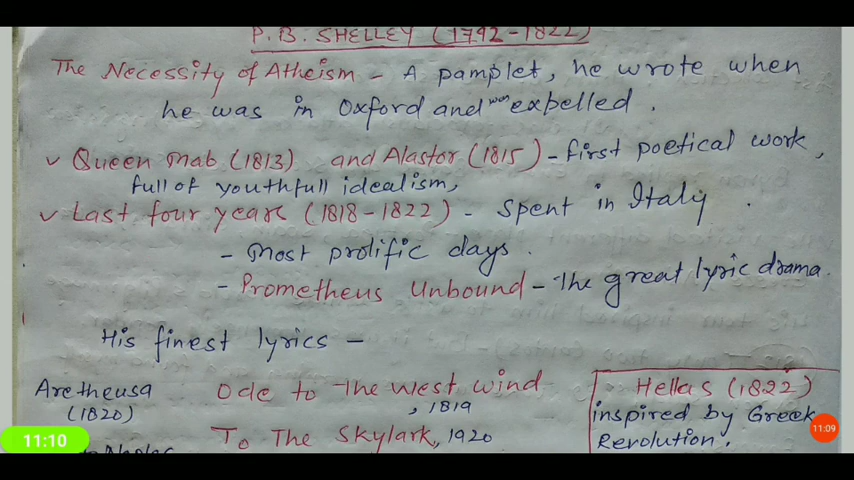 P. B. SHELLEY (1792-1822)
The Necessity of Atheism - A pamplet, he wrote when
he was in Oxford and was expelled.
✓ Queen Mab (1813) and Alastor (1815) - first poetical work,
full of youthfull idealism,
✓ Last four years (1818-1822) - Spent in Italy.
- Most prolific days.
- Prometheus Unbound - The great lyric drama.
His finest lyrics -
Aretheusa
(1820)
Ode to The West Wind
, 1819
To The Skylark, 1920
Hellas (1822)
inspired by Greek
Revolution.
11:10
11:09